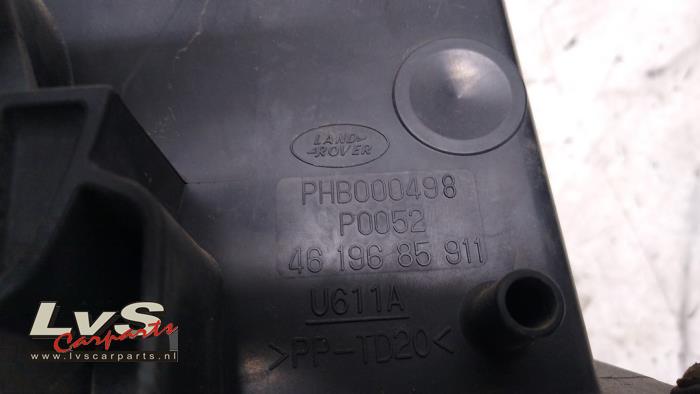 LAND
ROVER
PHB000498
P0052
46 196 85 911
U611A
>PP-TD20<
LvS
Carparts
www.lvscarparts.nl